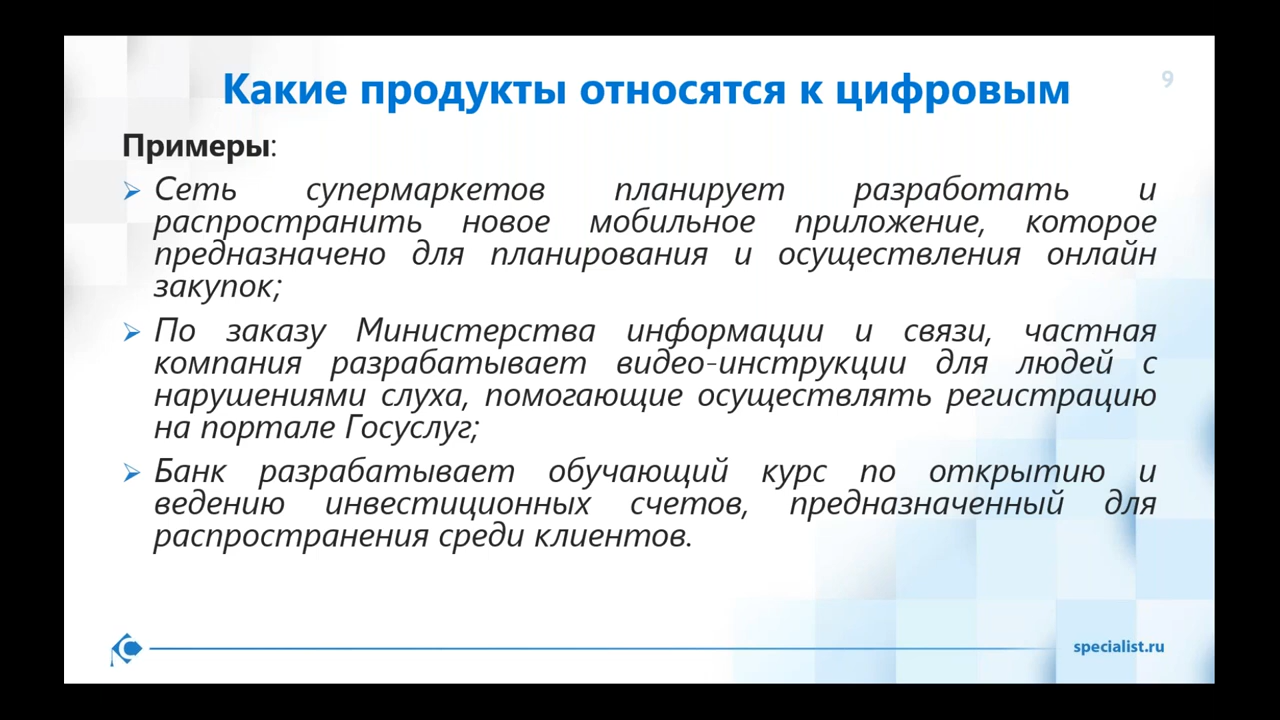 Какие продукты относятся к цифровым
9
Примеры:
Сеть супермаркетов планирует разработать и
распространить новое мобильное приложение, которое
предназначено для планирования и осуществления онлайн
закупок;
По заказу Министерства информации и связи, частная
компания разрабатывает видео-инструкции для людей с
нарушениями слуха, помогающие осуществлять регистрацию
на портале Госуслуг;
Банк разрабатывает обучающий курс по открытию и
ведению инвестиционных счетов, предназначенный для
распространения среди клиентов.
specialist.ru